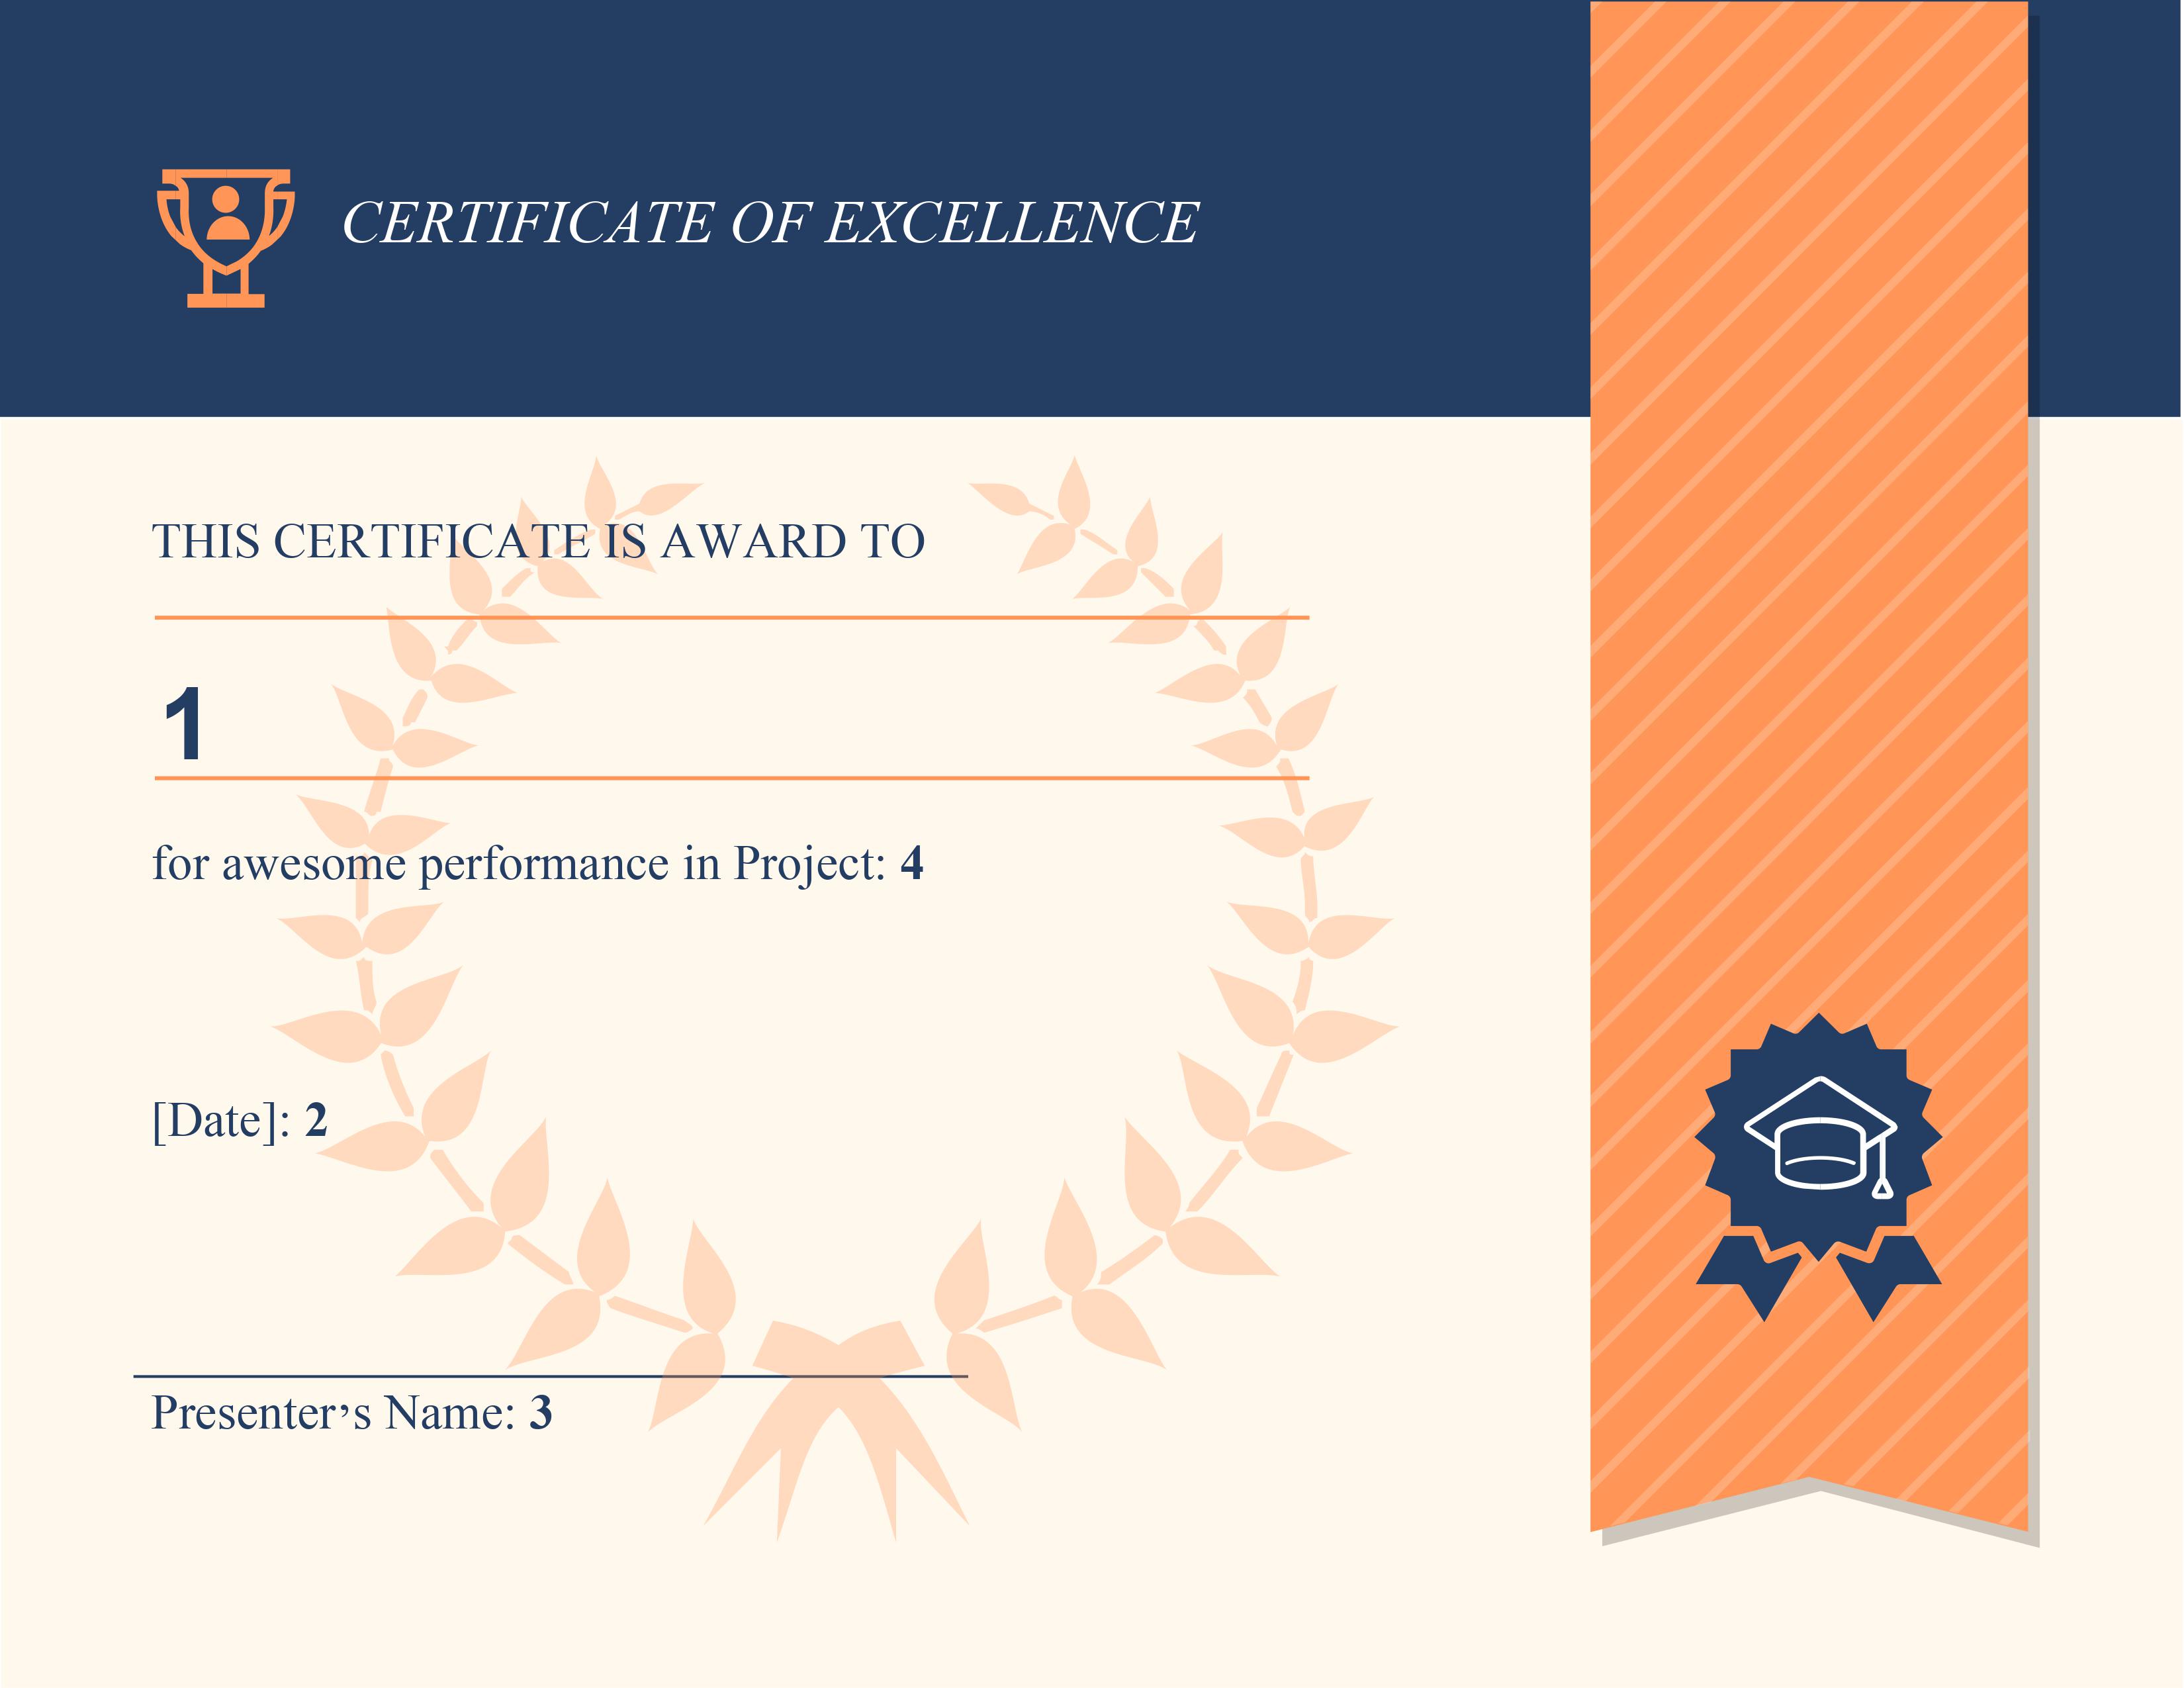 CERTIFICATE OF EXCELLENCE
THIS CERTIFICATE IS AWARD TO
1
for awesome performance in Project: 4
[Date]: 2
Presenter’s Name: 3